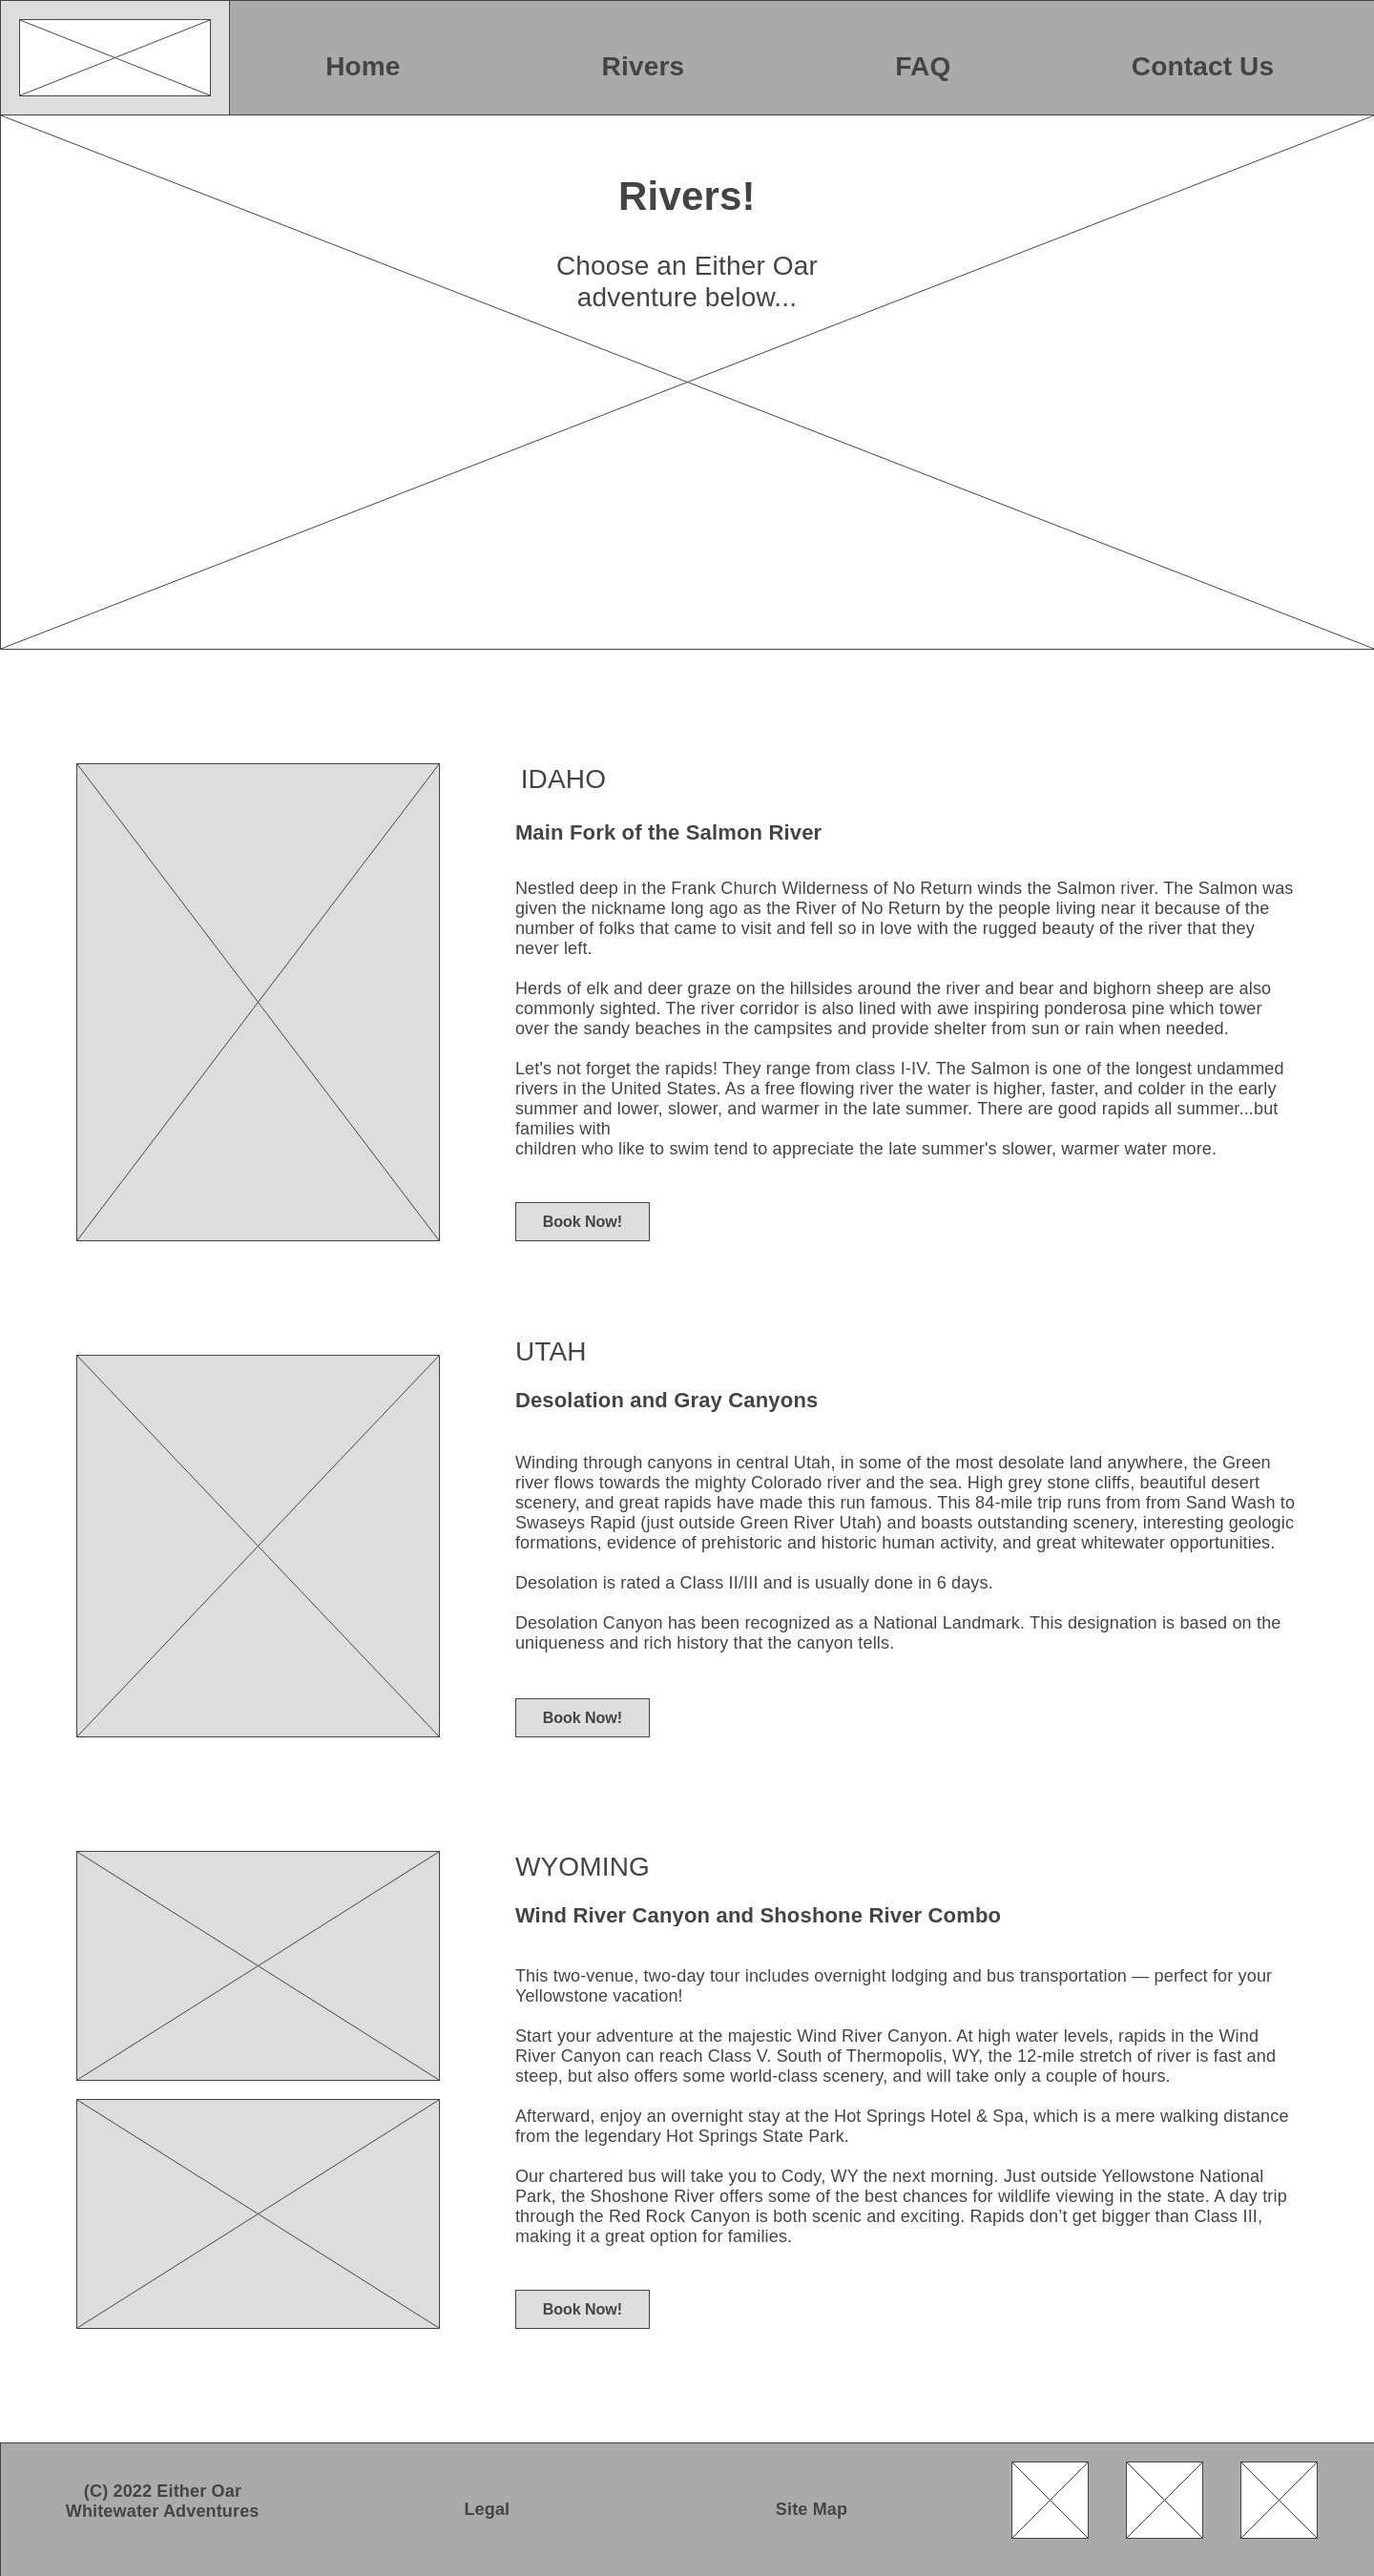 Home Rivers FAQ Contact Us
Rivers!
Choose an Either Oar
adventure below...
IDAHO
Main Fork of the Salmon River
Nestled deep in the Frank Church Wilderness of No Return winds the Salmon river. The Salmon was
given the nickname long ago as the River of No Return by the people living near it because of the
number of folks that came to visit and fell so in love with the rugged beauty of the river that they
never left.
Herds of elk and deer graze on the hillsides around the river and bear and bighorn sheep are also
commonly sighted. The river corridor is also lined with awe inspiring ponderosa pine which tower
over the sandy beaches in the campsites and provide shelter from sun or rain when needed.
Let's not forget the rapids! They range from class I-IV. The Salmon is one of the longest undammed
rivers in the United States. As a free flowing river the water is higher, faster, and colder in the early
summer and lower, slower, and warmer in the late summer. There are good rapids all summer...but
families with
children who like to swim tend to appreciate the late summer's slower, warmer water more.
Book Now!
UTAH
Desolation and Gray Canyons
Winding through canyons in central Utah, in some of the most desolate land anywhere, the Green
river flows towards the mighty Colorado river and the sea. High grey stone cliffs, beautiful desert
scenery, and great rapids have made this run famous. This 84-mile trip runs from from Sand Wash to
Swaseys Rapid (just outside Green River Utah) and boasts outstanding scenery, interesting geologic
formations, evidence of prehistoric and historic human activity, and great whitewater opportunities.
Desolation is rated a Class II/III and is usually done in 6 days.
Desolation Canyon has been recognized as a National Landmark. This designation is based on the
uniqueness and rich history that the canyon tells.
Book Now!
WYOMING
Wind River Canyon and Shoshone River Combo
This two-venue, two-day tour includes overnight lodging and bus transportation — perfect for your
Yellowstone vacation!
Start your adventure at the majestic Wind River Canyon. At high water levels, rapids in the Wind
River Canyon can reach Class V. South of Thermopolis, WY, the 12-mile stretch of river is fast and
steep, but also offers some world-class scenery, and will take only a couple of hours.
Afterward, enjoy an overnight stay at the Hot Springs Hotel & Spa, which is a mere walking distance
from the legendary Hot Springs State Park.
Our chartered bus will take you to Cody, WY the next morning. Just outside Yellowstone National
Park, the Shoshone River offers some of the best chances for wildlife viewing in the state. A day trip
through the Red Rock Canyon is both scenic and exciting. Rapids don’t get bigger than Class III,
making it a great option for families.
Book Now!
(C) 2022 Either Oar
Whitewater Adventures
Legal
Site Map